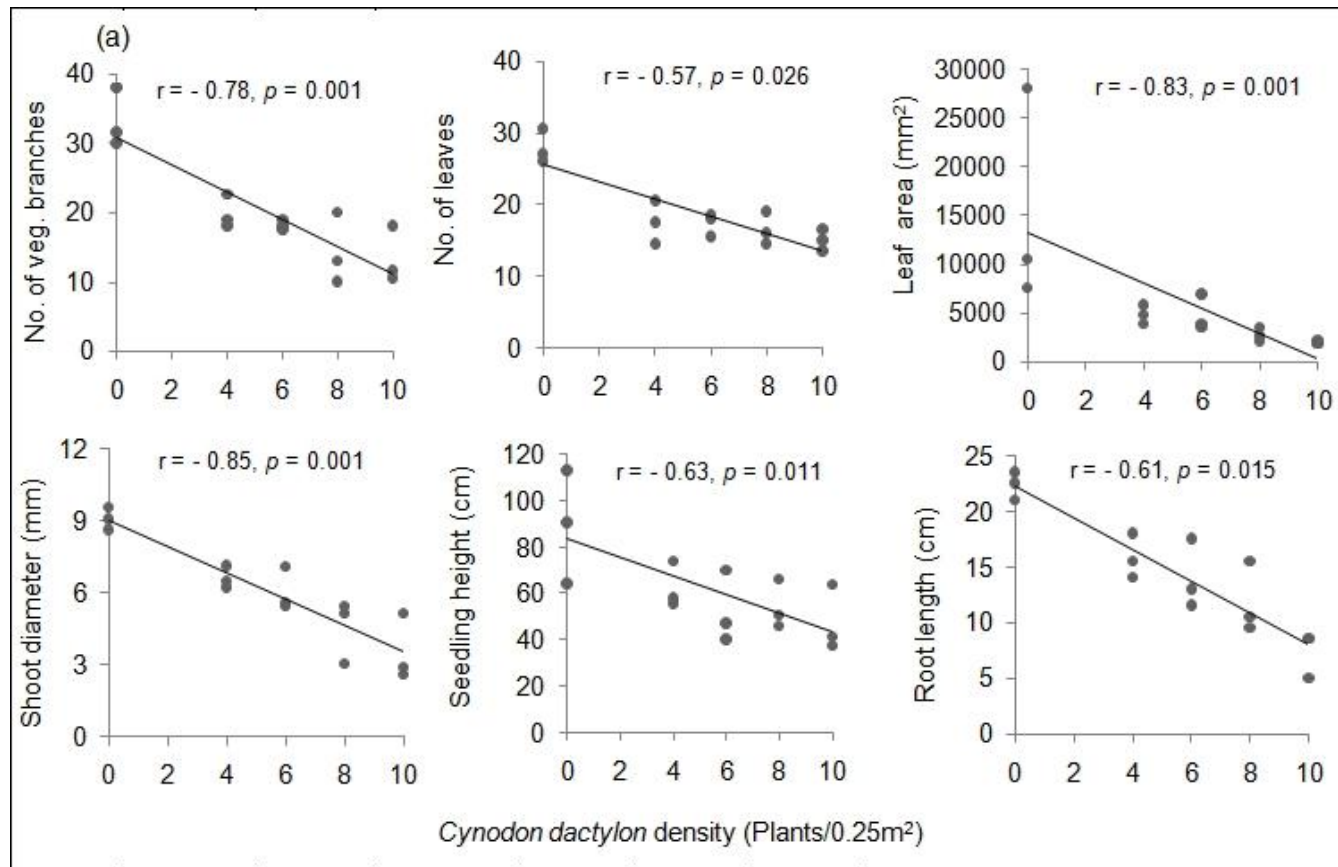 (a)
r = - 0.78, p = 0.001
No. of veg. branches
40
30
20
10
0
0 2 4 6 8 10
r = - 0.57, p = 0.026
No. of leaves
40
30
20
10
0
0 2 4 6 8 10
r = - 0.83, p = 0.001
Leaf area (mm²)
30000
25000
20000
15000
10000
5000
0
0 2 4 6 8 10
r = - 0.85, p = 0.001
Shoot diameter (mm)
12
9
6
3
0
0 2 4 6 8 10
r = - 0.63, p = 0.011
Seedling height (cm)
120
100
80
60
40
20
0
0 2 4 6 8 10
r = - 0.61, p = 0.015
Root length (cm)
25
20
15
10
5
0
0 2 4 6 8 10
Cynodon dactylon density (Plants/0.25m²)